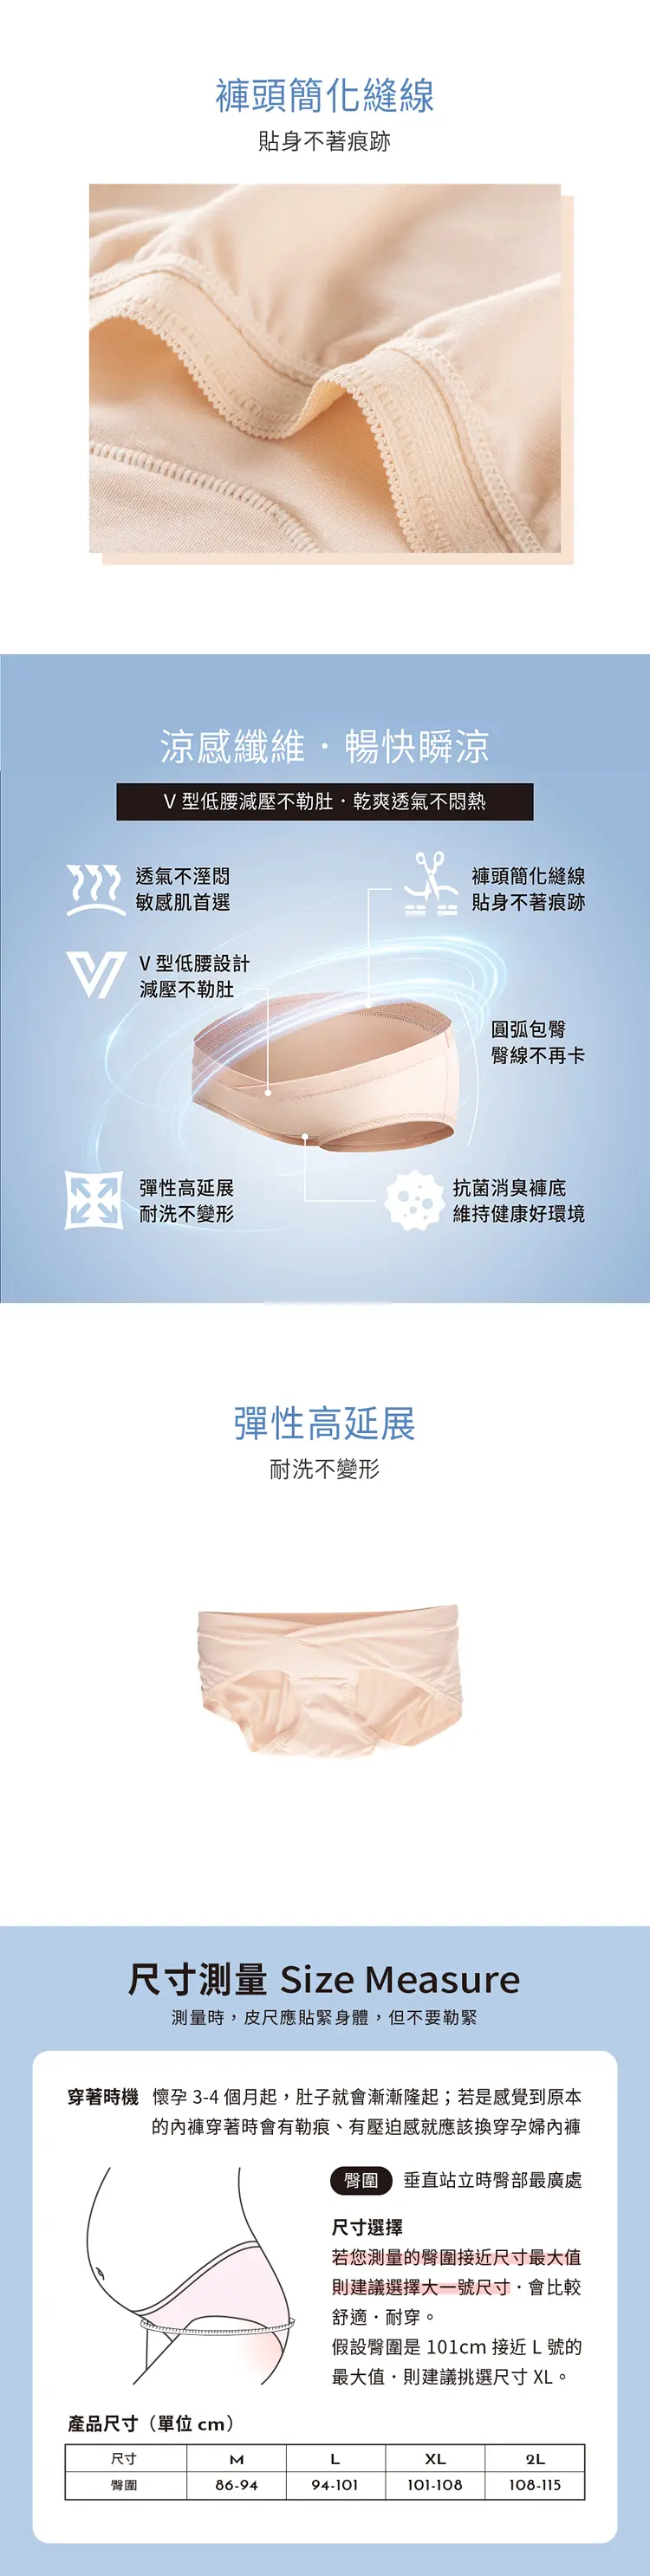 褲頭簡化縫線
貼身不著痕跡
涼感纖維・暢快瞬涼
V 型低腰減壓不勒肚・乾爽透氣不悶熱
透氣不溼悶
敏感肌首選
褲頭簡化縫線
貼身不著痕跡
V 型低腰設計
減壓不勒肚
圓弧包臀
臀線不再卡
彈性高延展
耐洗不變形
抗菌消臭褲底
維持健康好環境
彈性高延展
耐洗不變形
尺寸測量 Size Measure
測量時，皮尺應貼緊身體，但不要勒緊
穿著時機 懷孕 3-4 個月起，肚子就會漸漸隆起；若是感覺到原本
的內褲穿著時會有勒痕、有壓迫感就應該換穿孕婦內褲
臀圍 垂直站立時臀部最廣處
尺寸選擇
若您測量的臀圍接近尺寸最大值
則建議選擇大一號尺寸・會比較
舒適・耐穿。
假設臀圍是 101cm 接近 L 號的
最大值・則建議挑選尺寸 XL。
產品尺寸（單位 cm）
尺寸 M L XL 2L
臀圍 86-94 94-101 101-108 108-115